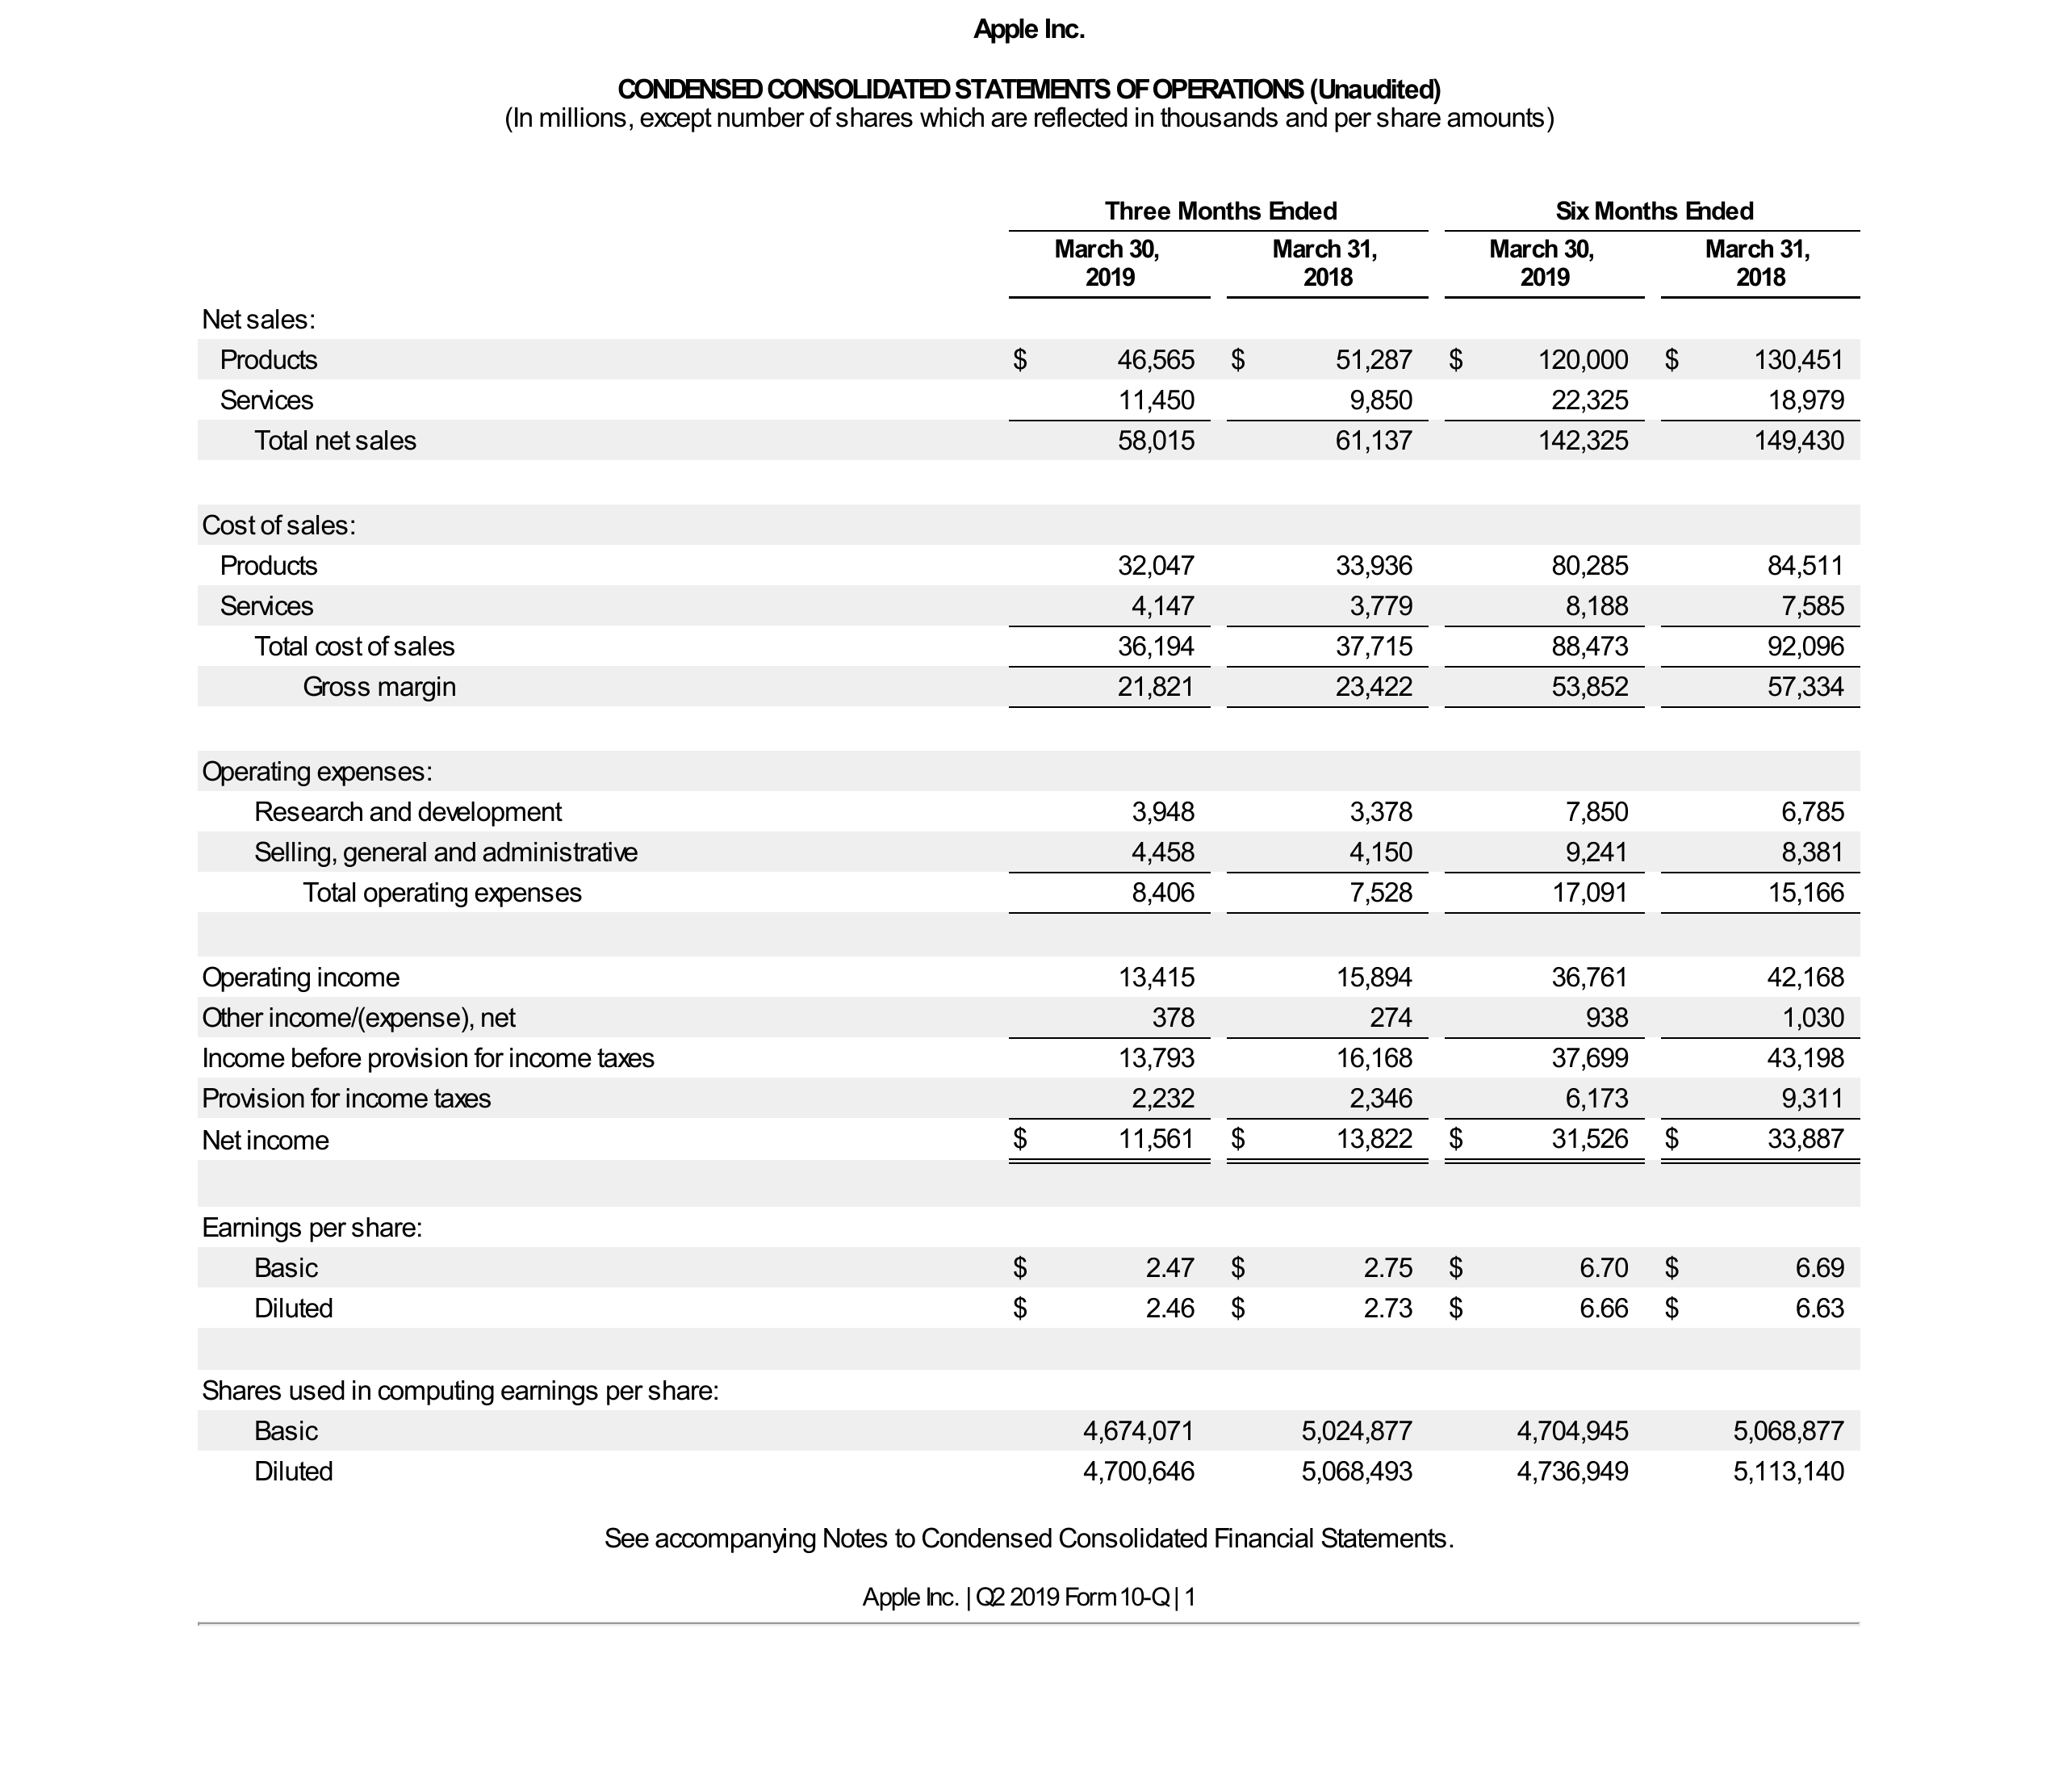 Apple Inc.
CONDENSED CONSOLIDATED STATEMENTS OF OPERATIONS (Unaudited)
(In millions, except number of shares which are reflected in thousands and per share amounts)
Three Months Ended Six Months Ended
March 30, March 31, March 30, March 31,
2019 2018 2019 2018
Net sales:
Products $ 46,565 $ 51,287 $ 120,000 $ 130,451
Services 11,450 9,850 22,325 18,979
Total net sales 58,015 61,137 142,325 149,430
Cost of sales:
Products 32,047 33,936 80,285 84,511
Services 4,147 3,779 8,188 7,585
Total cost of sales 36,194 37,715 88,473 92,096
Gross margin 21,821 23,422 53,852 57,334
Operating expenses:
Research and development 3,948 3,378 7,850 6,785
Selling, general and administrative 4,458 4,150 9,241 8,381
Total operating expenses 8,406 7,528 17,091 15,166
Operating income 13,415 15,894 36,761 42,168
Other income/(expense), net 378 274 938 1,030
Income before provision for income taxes 13,793 16,168 37,699 43,198
Provision for income taxes 2,232 2,346 6,173 9,311
Net income $ 11,561 $ 13,822 $ 31,526 $ 33,887
Earnings per share:
Basic $ 2.47 $ 2.75 $ 6.70 $ 6.69
Diluted $ 2.46 $ 2.73 $ 6.66 $ 6.63
Shares used in computing earnings per share:
Basic 4,674,071 5,024,877 4,704,945 5,068,877
Diluted 4,700,646 5,068,493 4,736,949 5,113,140
See accompanying Notes to Condensed Consolidated Financial Statements.
Apple Inc. | Q2 2019 Form 10-Q | 1